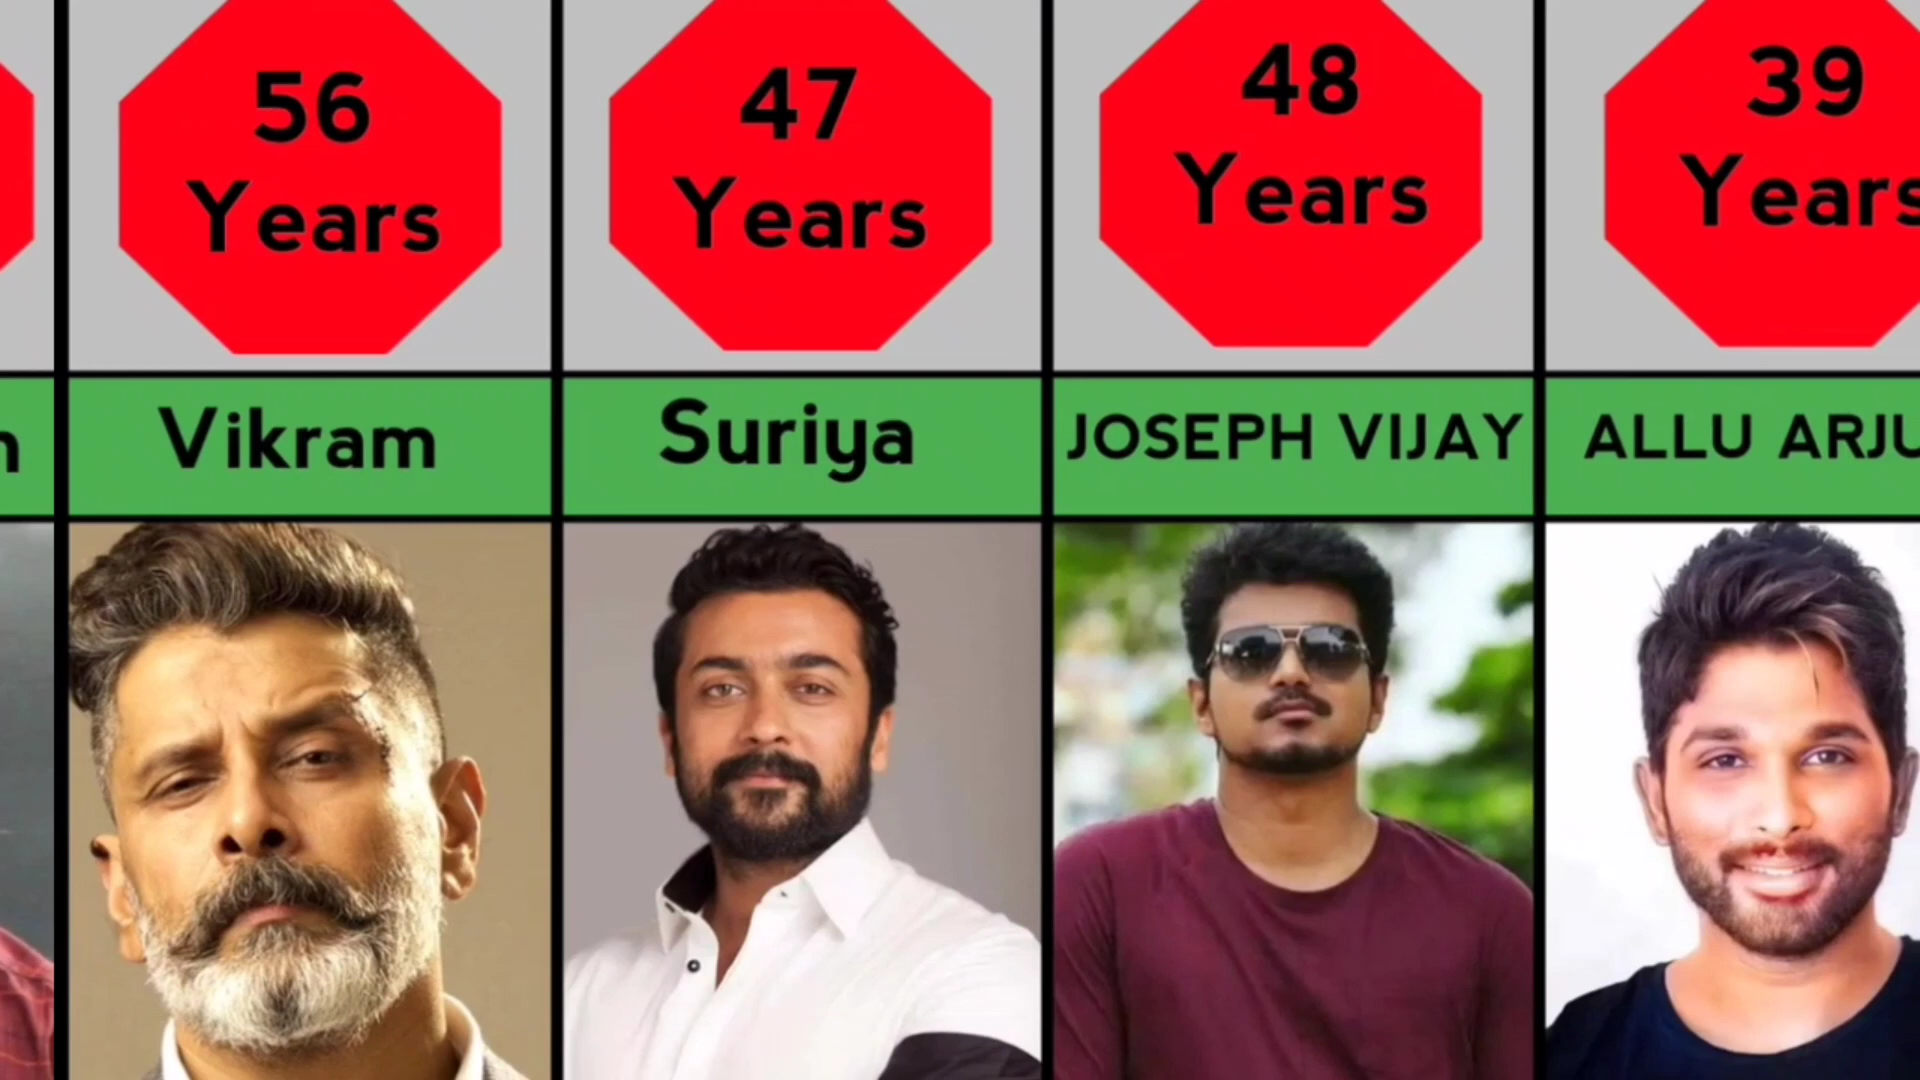 56
Years
47
Years
48
Years
39
Years
n
Vikram
Suriya
JOSEPH VIJAY
ALLU ARJU